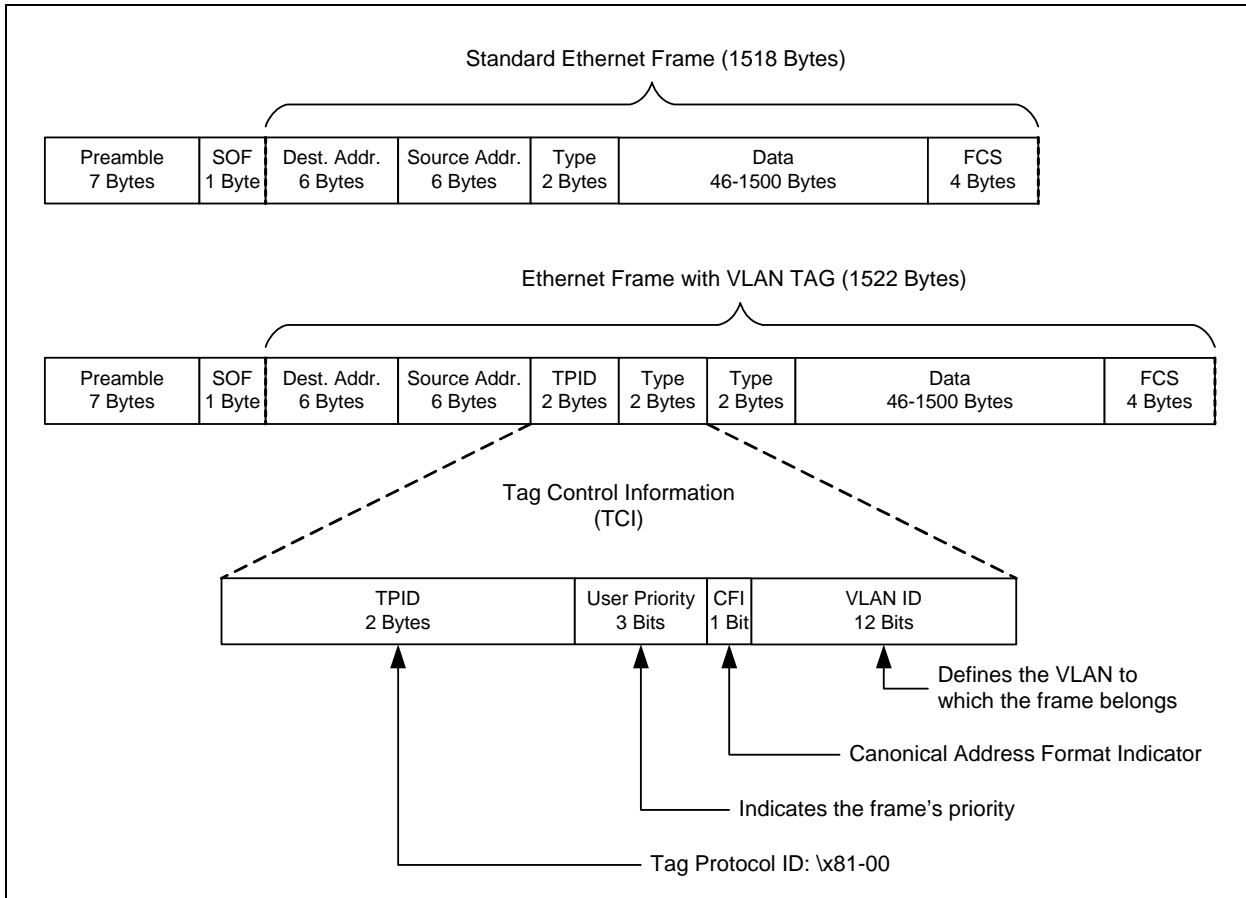 Standard Ethernet Frame (1518 Bytes)
Preamble
7 Bytes
SOF
1 Byte
Dest. Addr.
6 Bytes
Source Addr.
6 Bytes
Type
2 Bytes
Data
46-1500 Bytes
FCS
4 Bytes
Ethernet Frame with VLAN TAG (1522 Bytes)
Preamble
7 Bytes
SOF
1 Byte
Dest. Addr.
6 Bytes
Source Addr.
6 Bytes
TPID
2 Bytes
Type
2 Bytes
Type
2 Bytes
Data
46-1500 Bytes
FCS
4 Bytes
Tag Control Information
(TCI)
TPID
2 Bytes
User Priority
3 Bits
CFI
1 Bit
VLAN ID
12 Bits
Defines the VLAN to
which the frame belongs
Canonical Address Format Indicator
Indicates the frame's priority
Tag Protocol ID: \x81-00